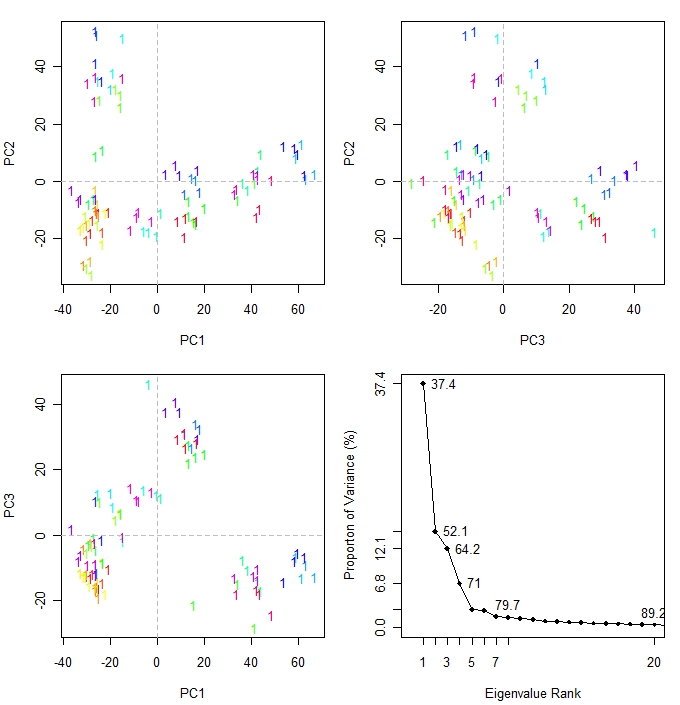 PC2
40
20
0
-20
-40 -20 0 20 40 60
PC1
PC2
40
20
0
-20
-20 0 20 40
PC3
PC3
40
20
0
-20
-40 -20 0 20 40 60
PC1
Proportion of Variance (%)
37.4
12.1
6.8
0.0
37.4
52.1
64.2
71
79.7
89.2
1 3 5 7 20
Eigenvalue Rank